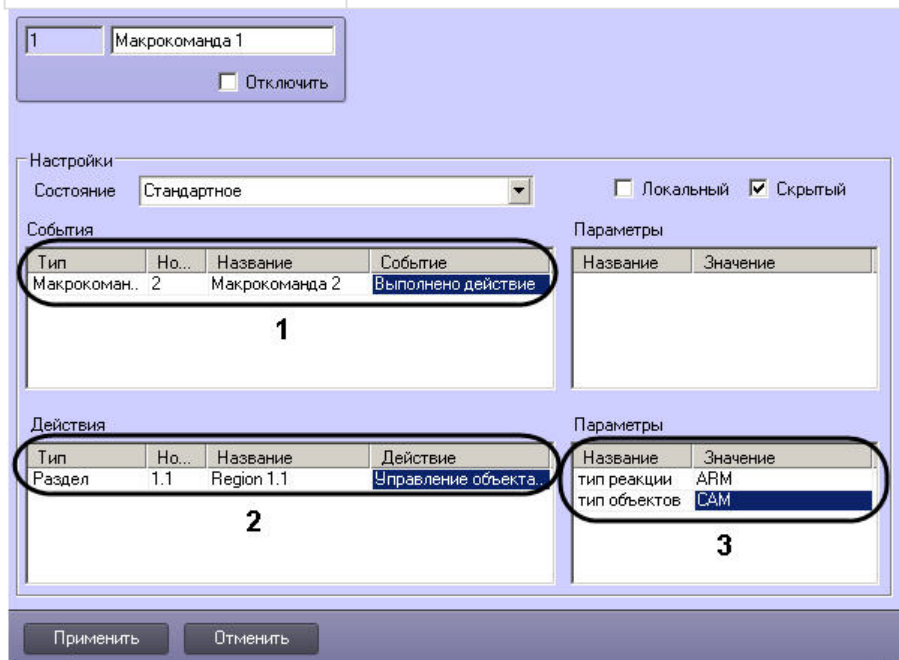 1 Макрокоманда 1
Отключить
Настройки
Состояние Стандартное Локальный Скрытый
События Параметры
Тип Но... Название Событие Название Значение
Макрокоман.. 2 Макрокоманда 2 Выполнено действие
1
Действия Параметры
Тип Но... Название Действие Название Значение
Раздел 1.1 Region 1.1 Управление объекта.. тип реакции ARM
тип объектов CAM
2 3
Применить Отменить